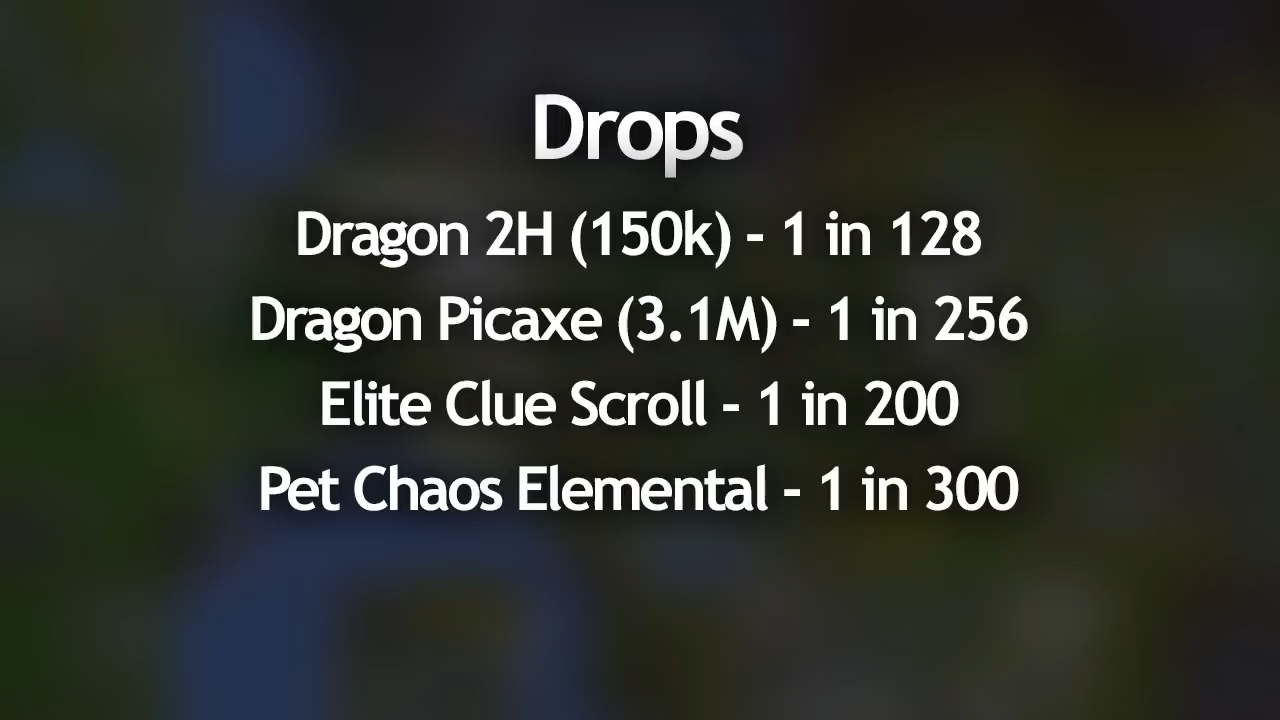 Drops
Dragon 2H (150k) - 1 in 128
Dragon Picaxe (3.1M) - 1 in 256
Elite Clue Scroll - 1 in 200
Pet Chaos Elemental - 1 in 300